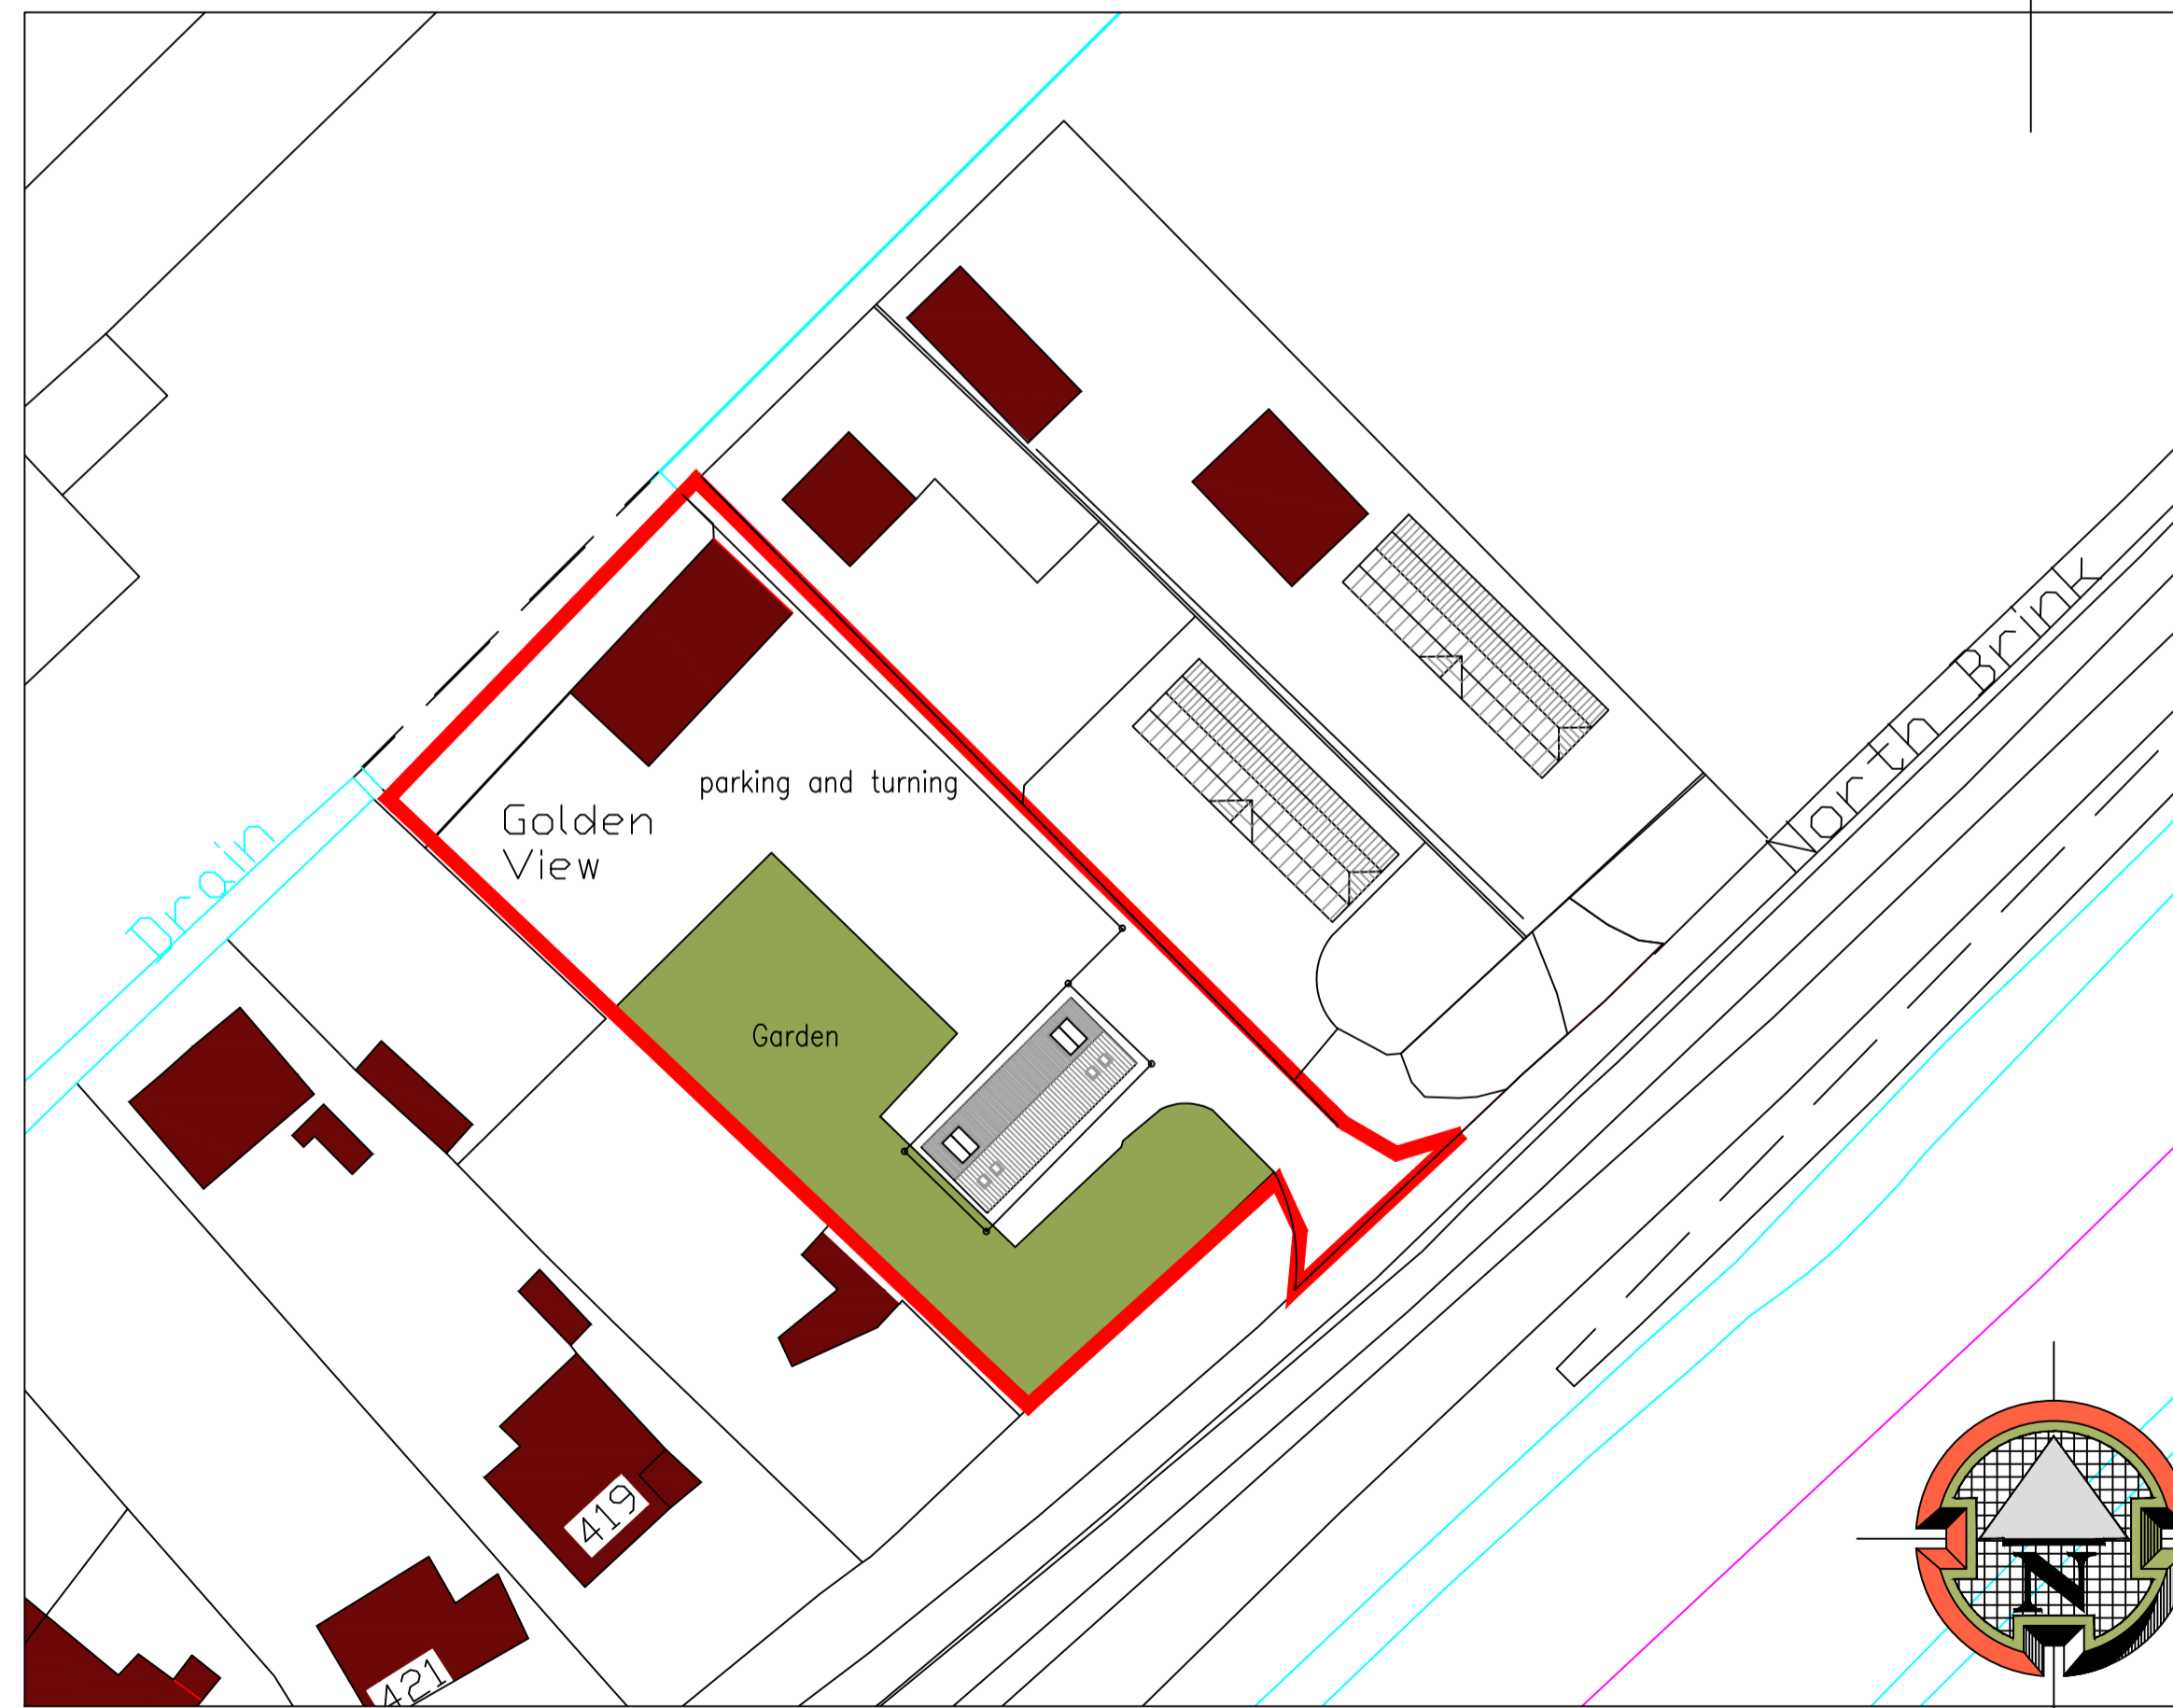 North Brink
parking and turning
Golden
View
Drain
Garden
419
421
N